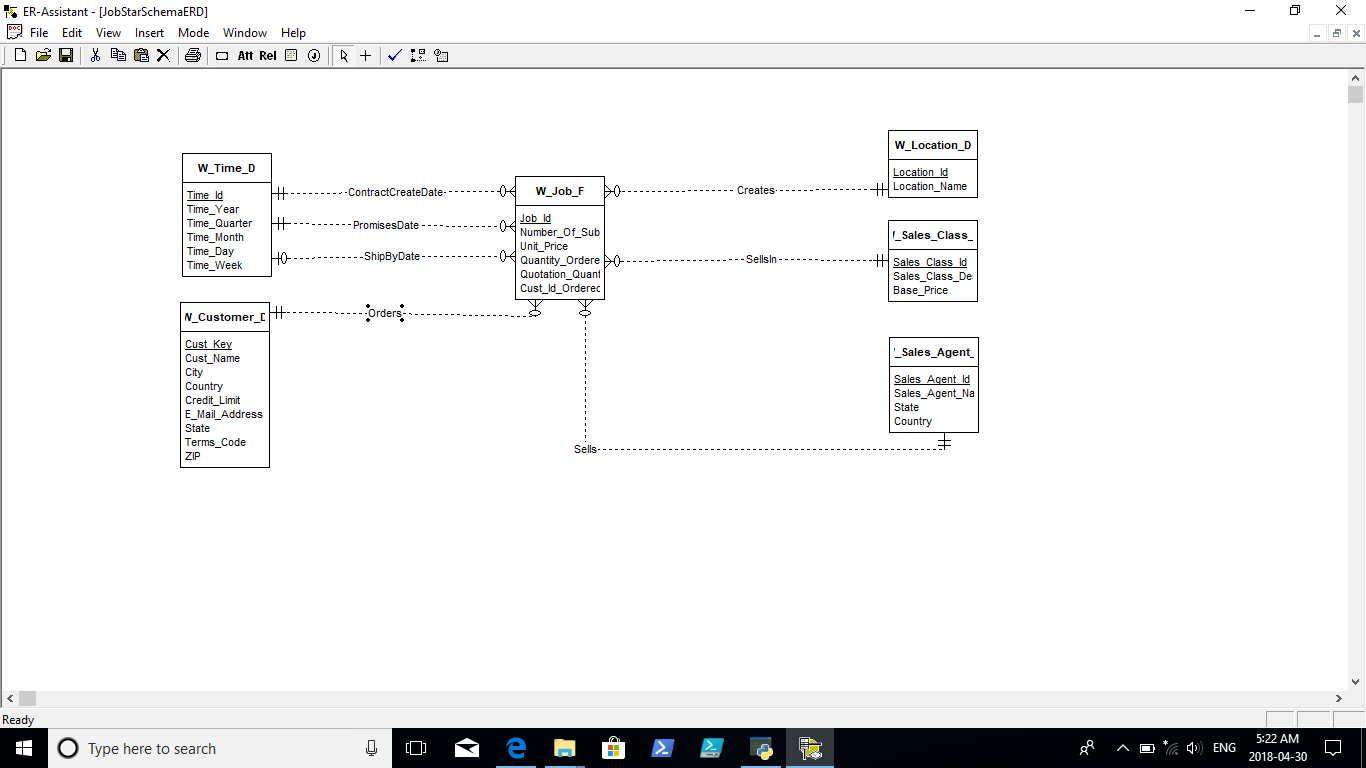 ER-Assistant - [JobStarSchemaERD]
File Edit View Insert Mode Window Help
Att Rel
W_Time_D
Time_Id
Time_Year
Time_Quarter
Time_Month
Time_Day
Time_Week
ContractCreateDate
PromisesDate
ShipByDate
W_Job_F
Job_Id
Number_Of_Sub
Unit_Price
Quantity_Ordere
Quotation_Quant
Cust_Id_Ordered
Creates
SellsIn
W_Location_D
Location_Id
Location_Name
_Sales_Class_
Sales_Class_Id
Sales_Class_De
Base_Price
W_Customer_D
Cust_Key
Cust_Name
City
Country
Credit_Limit
E_Mail_Address
State
Terms_Code
ZIP
Orders
_Sales_Agent_
Sales_Agent_Id
Sales_Agent_Na
State
Country
Sells
Ready
Type here to search
ENG
5:22 AM
2018-04-30